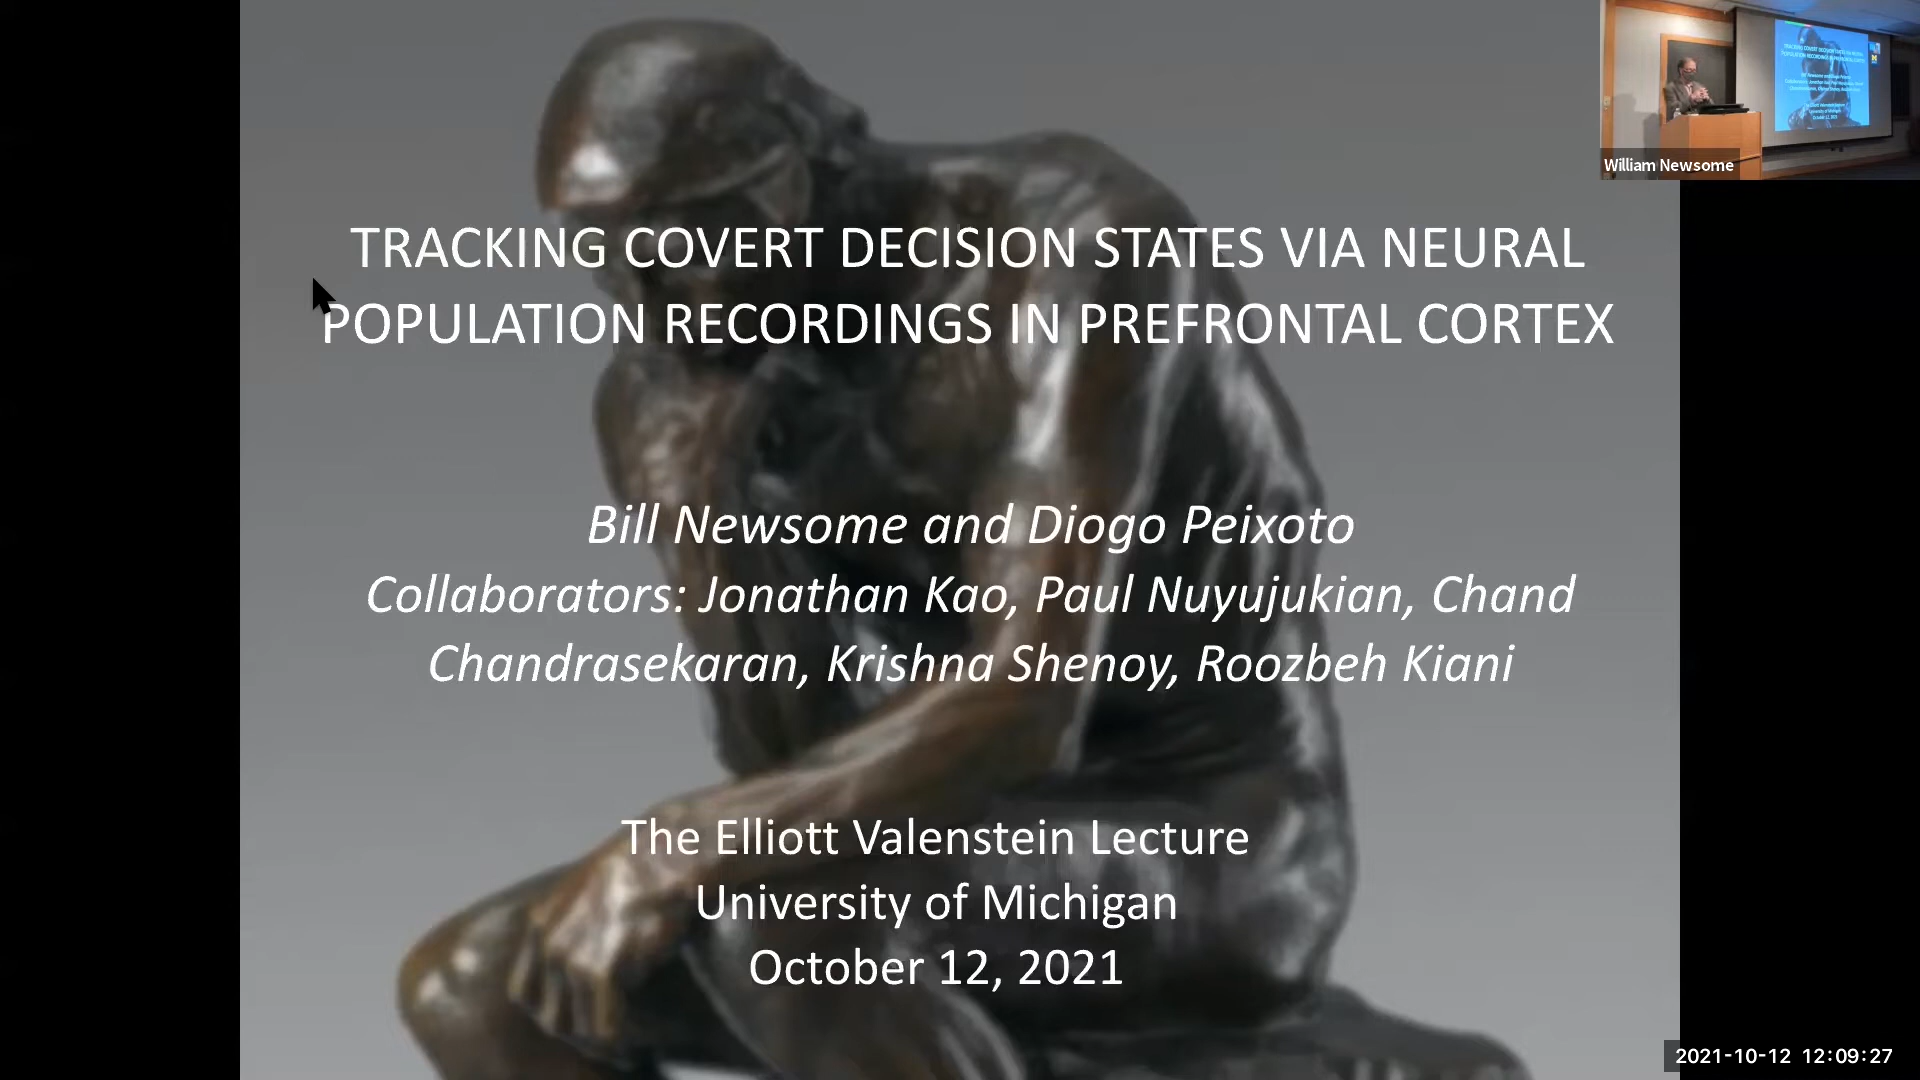 TRACKING COVERT DECISION STATES VIA NEURAL
POPULATION RECORDINGS IN PREFRONTAL CORTEX
Bill Newsome and Diogo Peixoto
Collaborators: Jonathan Kao, Paul Nuyujukian, Chand
Chandrasekaran, Krishna Shenoy, Roozbeh Kiani
The Elliott Valenstein Lecture
University of Michigan
October 12, 2021
William Newsome
2021-10-12 12:09:27